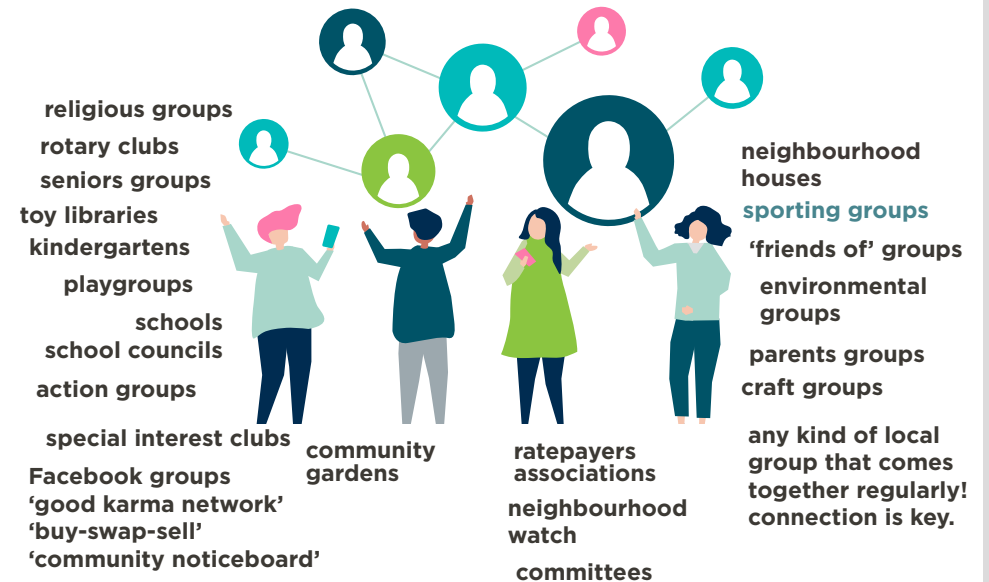 religious groups
rotary clubs
seniors groups
toy libraries
kindergartens
playgroups
schools
school councils
action groups
special interest clubs
Facebook groups
‘good karma network’
‘buy-swap-sell’
‘community noticeboard’
community
gardens
ratepayers
associations
neighbourhood
watch
committees
neighbourhood
houses
sporting groups
‘friends of’ groups
environmental
groups
parents groups
craft groups
any kind of local
group that comes
together regularly!
connection is key.